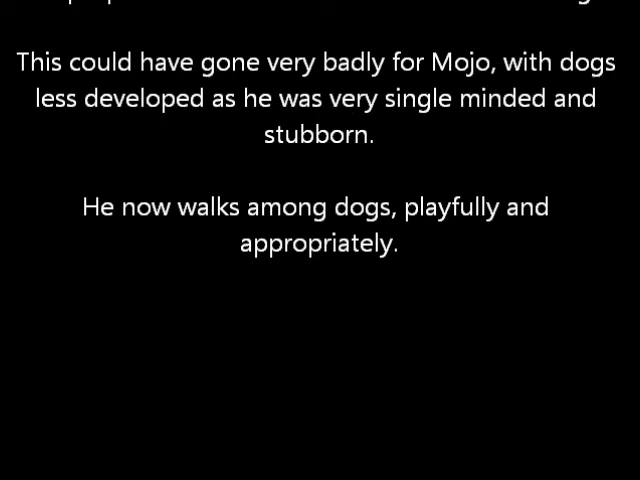 This could have gone very badly for Mojo, with dogs
less developed as he was very single minded and
stubborn.
He now walks among dogs, playfully and
appropriately.